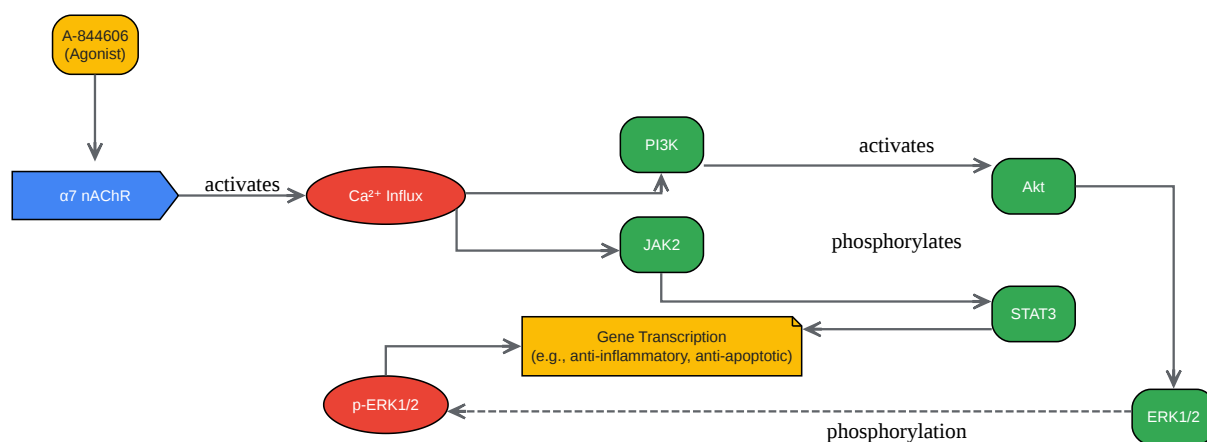 A-844606
(Agonist)
α7 nAChR
activates
Ca²⁺ Influx
PI3K
activates
Akt
JAK2
phosphorylates
STAT3
Gene Transcription
(e.g., anti-inflammatory, anti-apoptotic)
p-ERK1/2
phosphorylation
ERK1/2